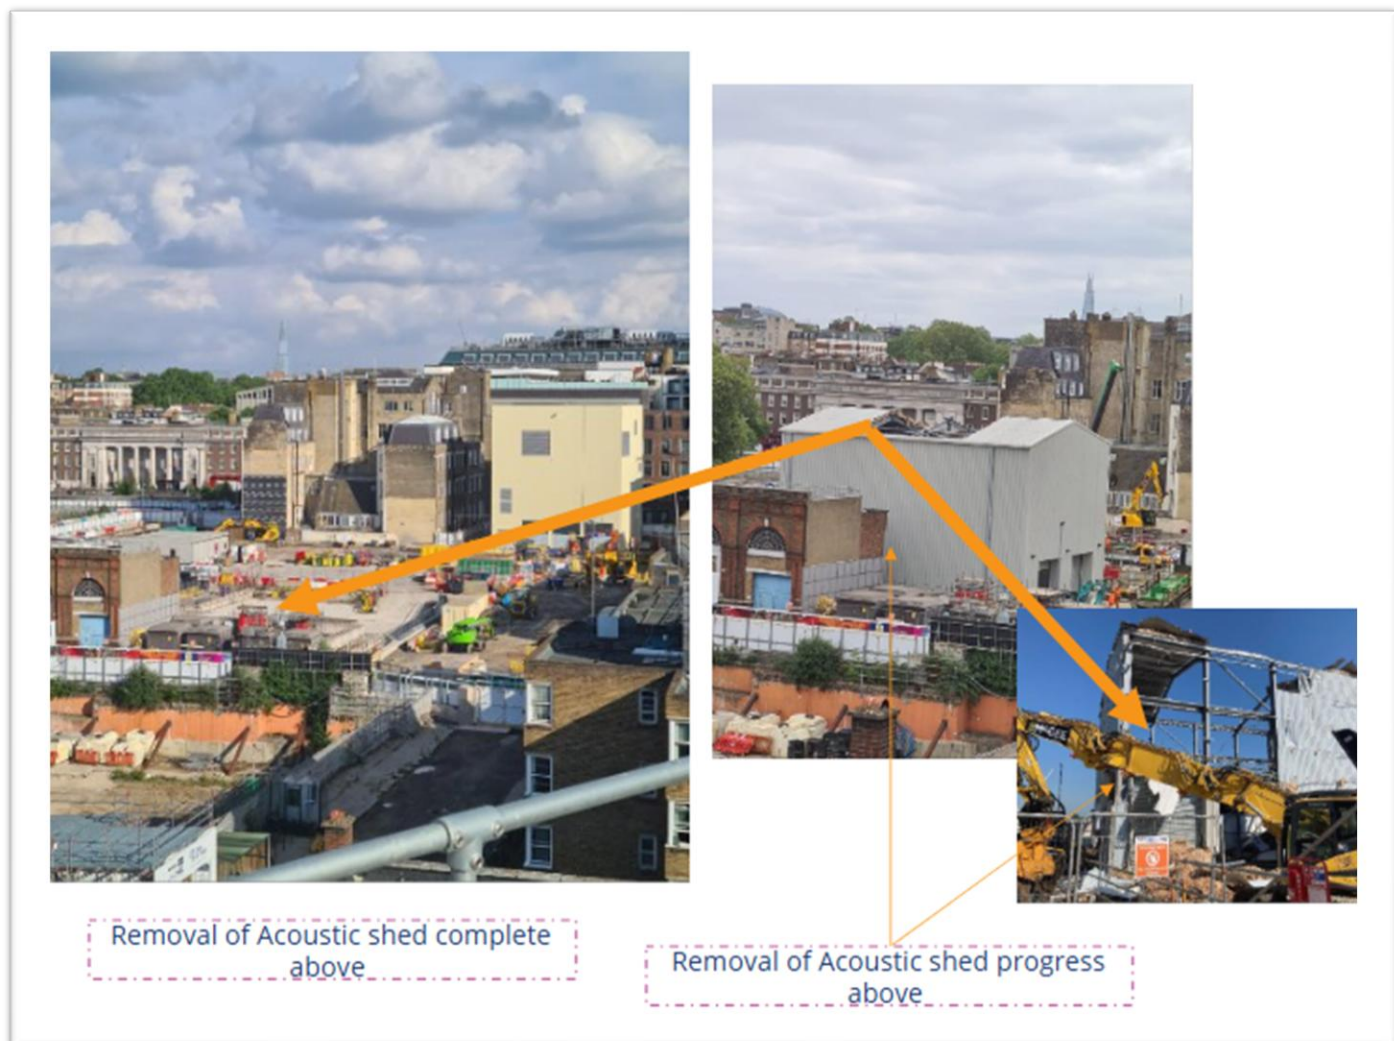 Removal of Acoustic shed complete
above
Removal of Acoustic shed progress
above